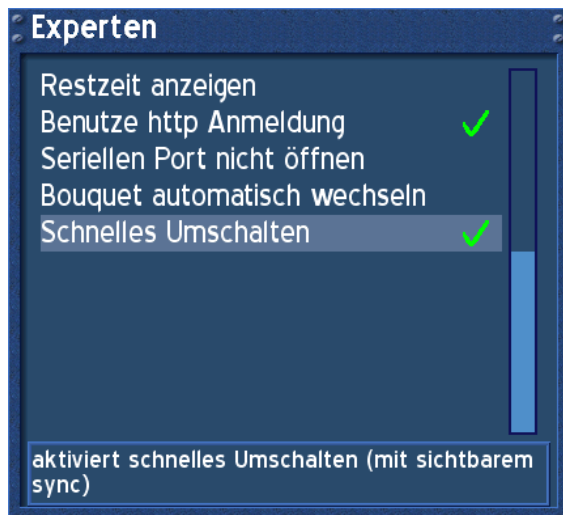 Experten
Restzeit anzeigen
Benutze http Anmeldung
Seriellen Port nicht öffnen
Bouquet automatisch wechseln
Schnelles Umschalten
aktiviert schnelles Umschalten (mit sichtbarem
sync)